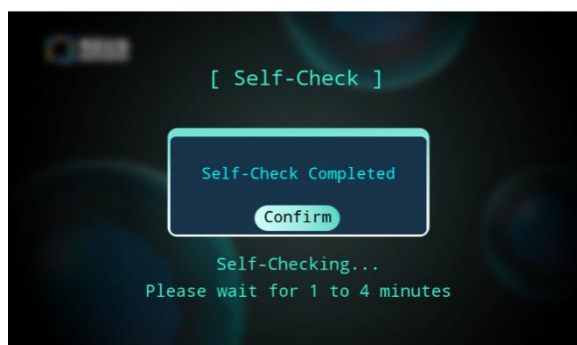 [ Self-Check ]
Self-Check Completed
Confirm
Self-Checking...
Please wait for 1 to 4 minutes